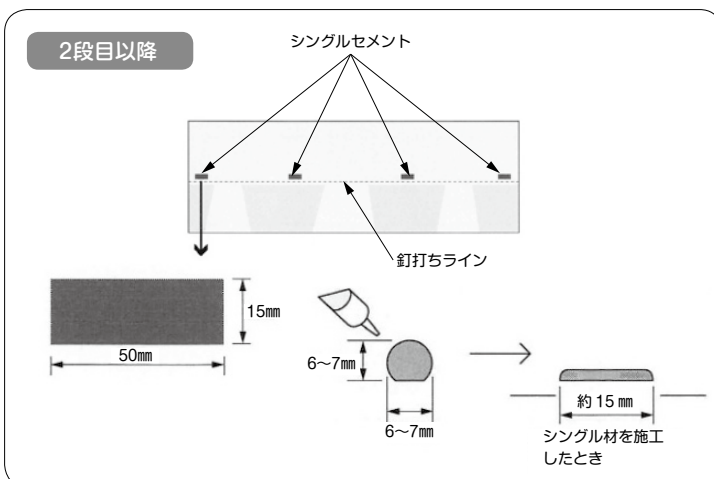 2段目以降
シングルセメント
釘打ちライン
15㎜
50㎜
6〜7㎜
6〜7㎜
約 15 ㎜
シングル材を施工
したとき